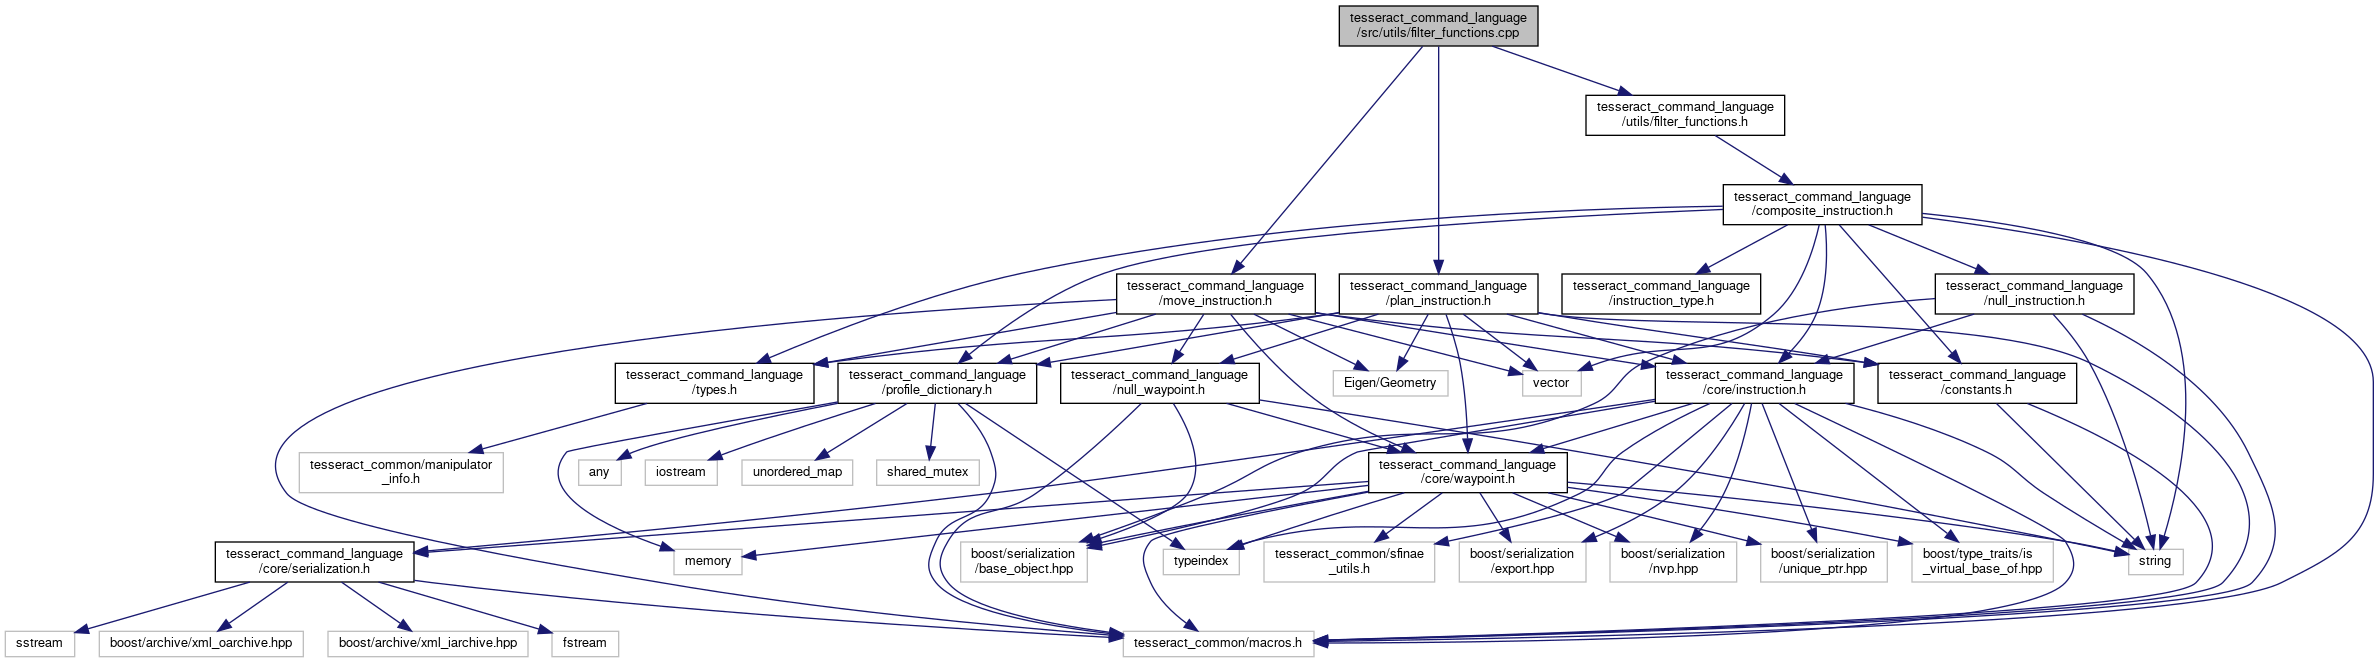 tesseract_command_language
/src/utils/filter_functions.cpp
tesseract_command_language
/utils/filter_functions.h
tesseract_command_language
/composite_instruction.h
tesseract_command_language
/move_instruction.h
tesseract_command_language
/plan_instruction.h
tesseract_command_language
/instruction_type.h
tesseract_command_language
/null_instruction.h
tesseract_command_language
/types.h
tesseract_command_language
/profile_dictionary.h
tesseract_command_language
/null_waypoint.h
Eigen/Geometry
vector
tesseract_command_language
/core/instruction.h
tesseract_command_language
/constants.h
tesseract_common/manipulator
_info.h
any
iostream
unordered_map
shared_mutex
tesseract_command_language
/core/waypoint.h
tesseract_command_language
/core/serialization.h
memory
boost/serialization
/base_object.hpp
typeindex
tesseract_common/sfinae
_utils.h
boost/serialization
/export.hpp
boost/serialization
/nvp.hpp
boost/serialization
/unique_ptr.hpp
boost/type_traits/is
_virtual_base_of.hpp
string
sstream
boost/archive/xml_oarchive.hpp
boost/archive/xml_iarchive.hpp
fstream
tesseract_common/macros.h